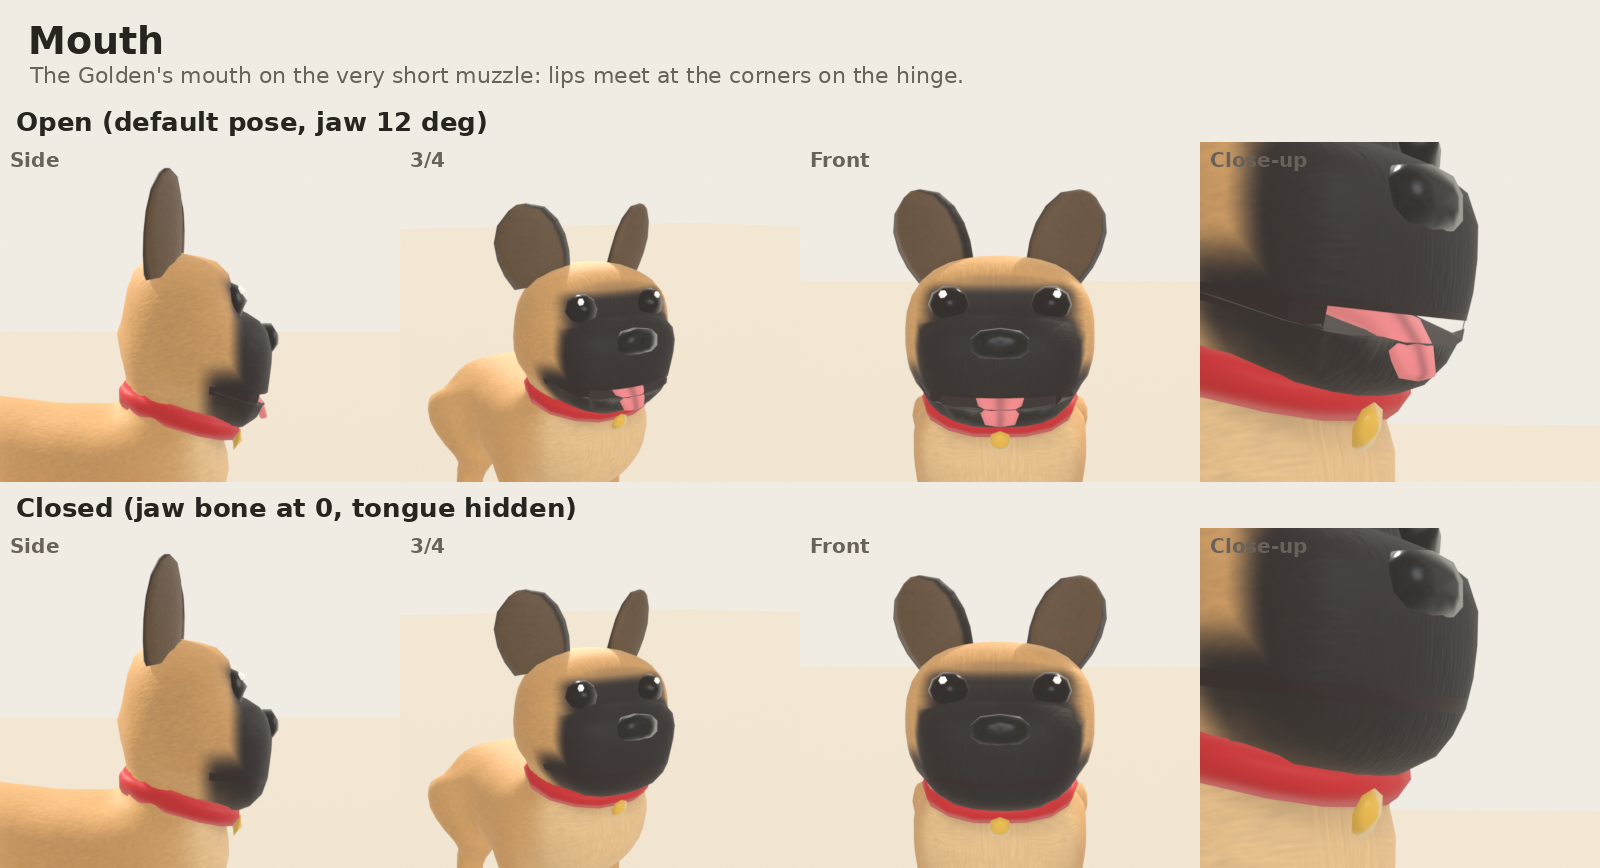 Mouth
The Golden's mouth on the very short muzzle: lips meet at the corners on the hinge.
Open (default pose, jaw 12 deg)
Side
3/4
Front
Close-up
Closed (jaw bone at 0, tongue hidden)
Side
3/4
Front
Close-up